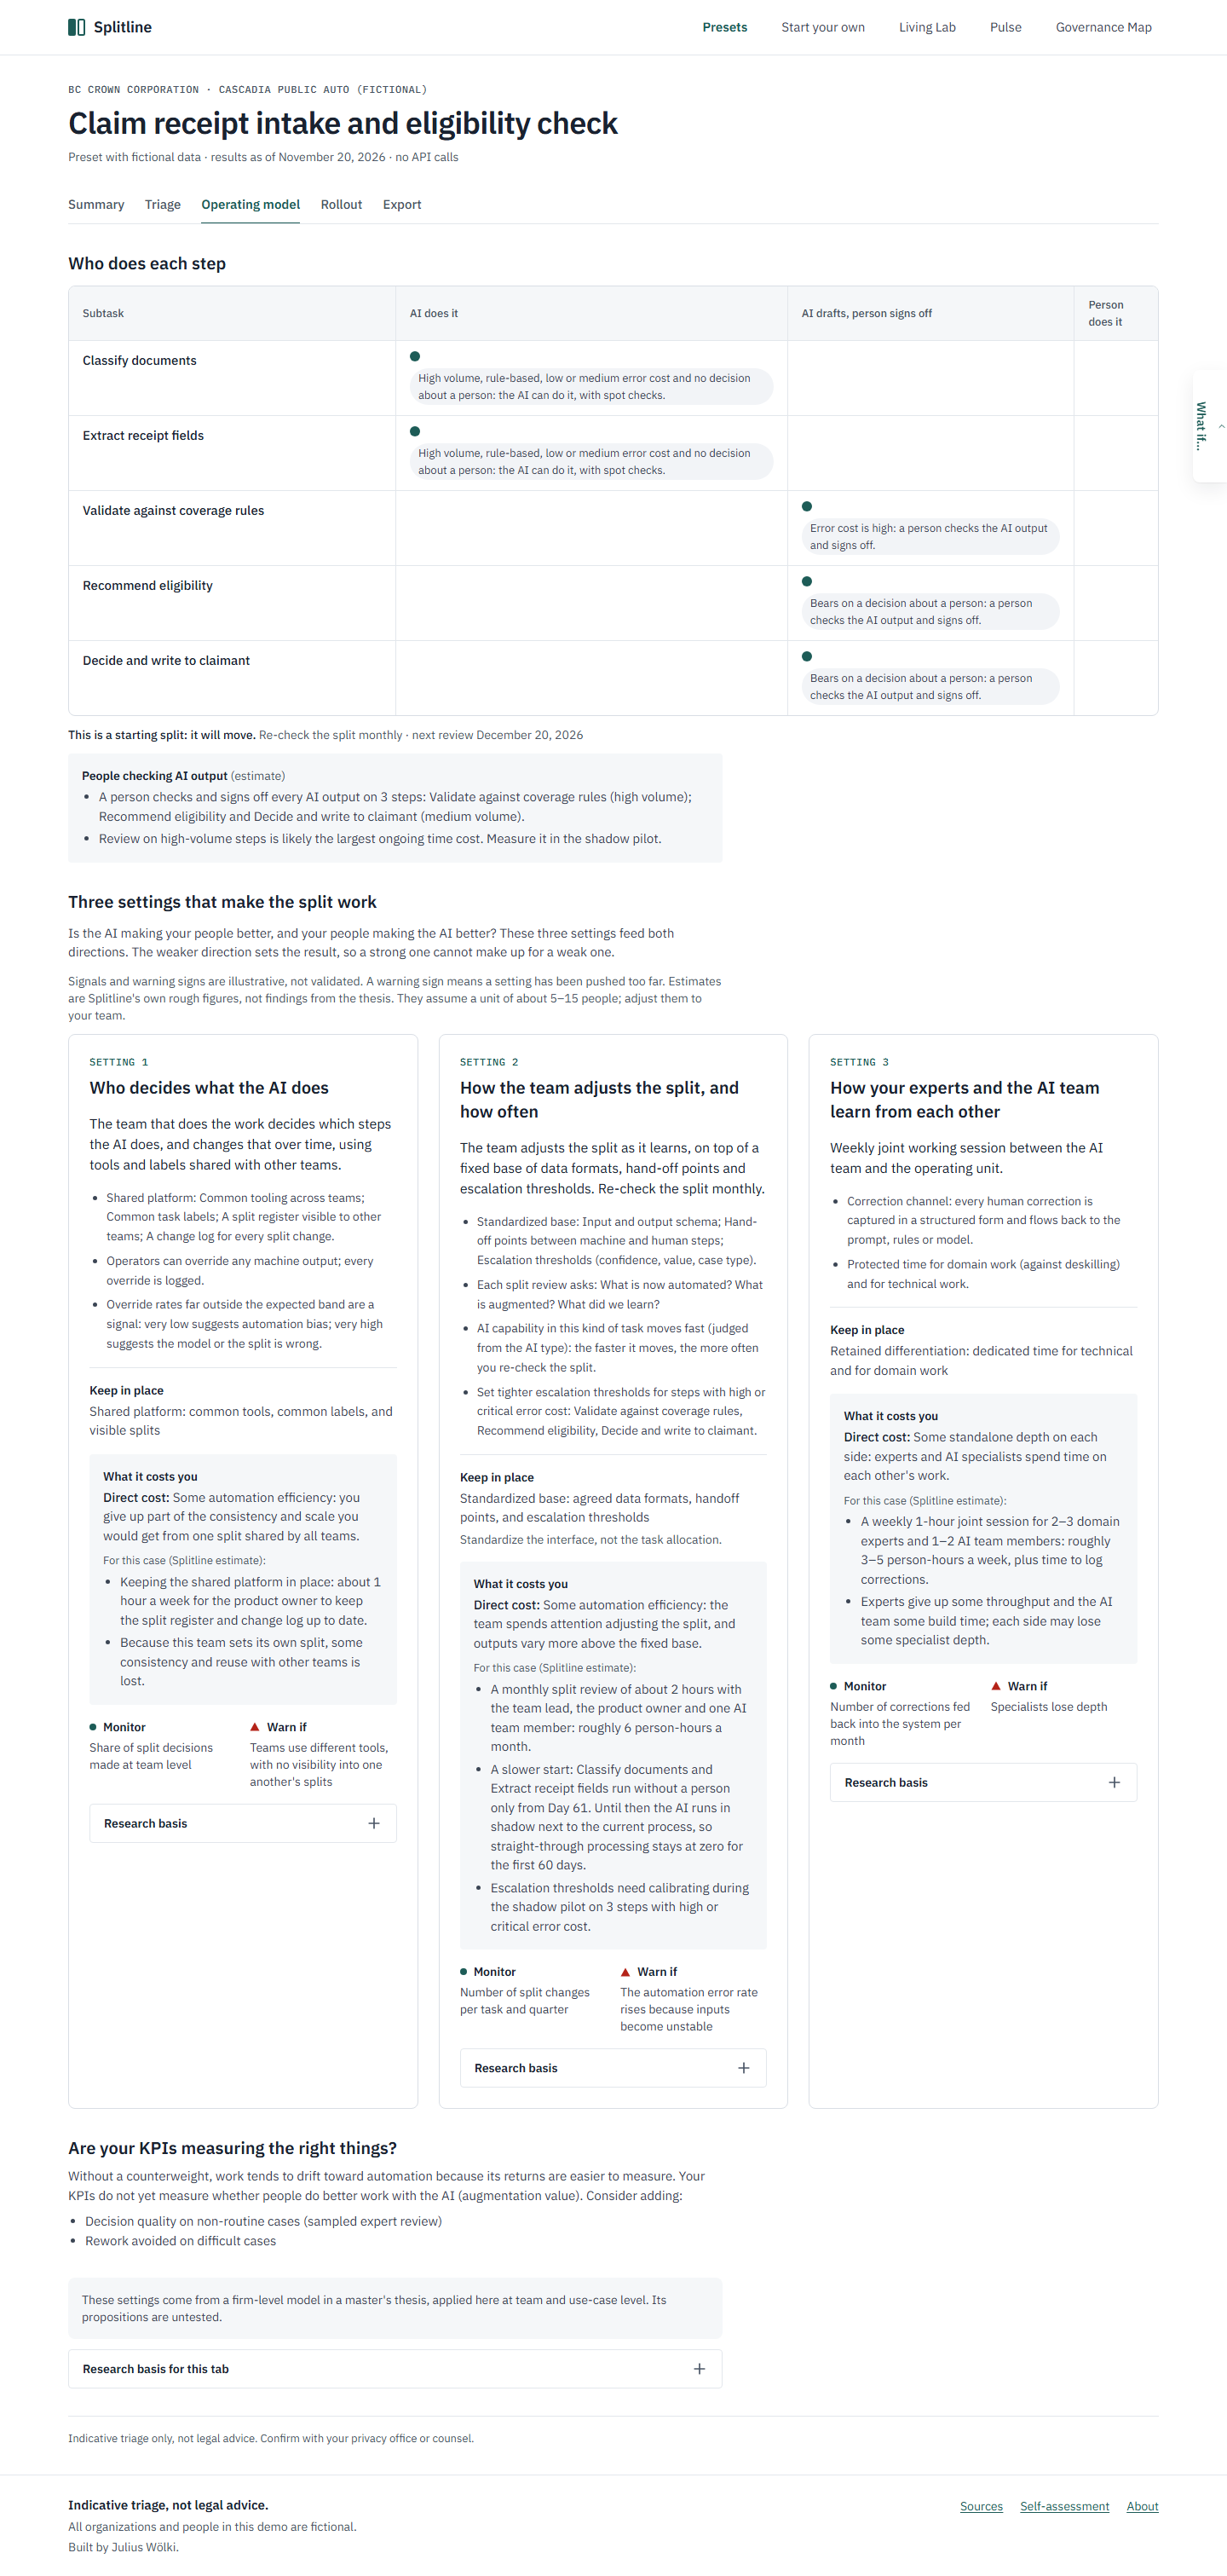 Splitline
Presets
Start your own
Living Lab
Pulse
Governance Map
BC CROWN CORPORATION · CASCADIA PUBLIC AUTO (FICTIONAL)
Claim receipt intake and eligibility check
Preset with fictional data · results as of November 20, 2026 · no API calls
Summary
Triage
Operating model
Rollout
Export
Who does each step
Subtask
AI does it
AI drafts, person signs off
Person
does it
Classify documents
High volume, rule-based, low or medium error cost and no decision
about a person: the AI can do it, with spot checks.
Extract receipt fields
High volume, rule-based, low or medium error cost and no decision
about a person: the AI can do it, with spot checks.
Validate against coverage rules
Error cost is high: a person checks the AI output
and signs off.
Recommend eligibility
Bears on a decision about a person: a person
checks the AI output and signs off.
Decide and write to claimant
Bears on a decision about a person: a person
checks the AI output and signs off.
What if...
This is a starting split: it will move. Re-check the split monthly · next review December 20, 2026
People checking AI output (estimate)
• A person checks and signs off every AI output on 3 steps: Validate against coverage rules (high volume);
Recommend eligibility and Decide and write to claimant (medium volume).
• Review on high-volume steps is likely the largest ongoing time cost. Measure it in the shadow pilot.
Three settings that make the split work
Is the AI making your people better, and your people making the AI better? These three settings feed both
directions. The weaker direction sets the result, so a strong one cannot make up for a weak one.
Signals and warning signs are illustrative, not validated. A warning sign means a setting has been pushed too far. Estimates
are Splitline's own rough figures, not findings from the thesis. They assume a unit of about 5–15 people; adjust them to
your team.
SETTING 1
Who decides what the AI does
The team that does the work decides which steps
the AI does, and changes that over time, using
tools and labels shared with other teams.
• Shared platform: Common tooling across teams;
Common task labels; A split register visible to other
teams; A change log for every split change.
• Operators can override any machine output; every
override is logged.
• Override rates far outside the expected band are a
signal: very low suggests automation bias; very high
suggests the model or the split is wrong.
Keep in place
Shared platform: common tools, common labels, and
visible splits
What it costs you
Direct cost: Some automation efficiency: you
give up part of the consistency and scale you
would get from one split shared by all teams.
For this case (Splitline estimate):
• Keeping the shared platform in place: about 1
hour a week for the product owner to keep
the split register and change log up to date.
• Because this team sets its own split, some
consistency and reuse with other teams is
lost.
Monitor
Share of split decisions
made at team level
Warn if
Teams use different tools,
with no visibility into one
another's splits
Research basis
SETTING 2
How the team adjusts the split, and
how often
The team adjusts the split as it learns, on top of a
fixed base of data formats, hand-off points and
escalation thresholds. Re-check the split monthly.
• Standardized base: Input and output schema; Hand-
off points between machine and human steps;
Escalation thresholds (confidence, value, case type).
• Each split review asks: What is now automated? What
is augmented? What did we learn?
• AI capability in this kind of task moves fast (judged
from the AI type): the faster it moves, the more often
you re-check the split.
• Set tighter escalation thresholds for steps with high or
critical error cost: Validate against coverage rules,
Recommend eligibility, Decide and write to claimant.
Keep in place
Standardized base: agreed data formats, handoff
points, and escalation thresholds
Standardize the interface, not the task allocation.
What it costs you
Direct cost: Some automation efficiency: the
team spends attention adjusting the split, and
outputs vary more above the fixed base.
For this case (Splitline estimate):
• A monthly split review of about 2 hours with
the team lead, the product owner and one AI
team member: roughly 6 person-hours a
month.
• A slower start: Classify documents and
Extract receipt fields run without a person
only from Day 61. Until then the AI runs in
shadow next to the current process, so
straight-through processing stays at zero for
the first 60 days.
• Escalation thresholds need calibrating during
the shadow pilot on 3 steps with high or
critical error cost.
Monitor
Number of split changes
per task and quarter
Warn if
The automation error rate
rises because inputs
become unstable
Research basis
SETTING 3
How your experts and the AI team
learn from each other
Weekly joint working session between the AI
team and the operating unit.
• Correction channel: every human correction is
captured in a structured form and flows back to the
prompt, rules or model.
• Protected time for domain work (against deskilling)
and for technical work.
Keep in place
Retained differentiation: dedicated time for technical
and for domain work
What it costs you
Direct cost: Some standalone depth on each
side: experts and AI specialists spend time on
each other's work.
For this case (Splitline estimate):
• A weekly 1-hour joint session for 2–3 domain
experts and 1–2 AI team members: roughly
3–5 person-hours a week, plus time to log
corrections.
• Experts give up some throughput and the AI
team some build time; each side may lose
some specialist depth.
Monitor
Number of corrections fed
back into the system per
month
Warn if
Specialists lose depth
Research basis
Are your KPIs measuring the right things?
Without a counterweight, work tends to drift toward automation because its returns are easier to measure. Your
KPIs do not yet measure whether people do better work with the AI (augmentation value). Consider adding:
• Decision quality on non-routine cases (sampled expert review)
• Rework avoided on difficult cases
These settings come from a firm-level model in a master's thesis, applied here at team and use-case level. Its
propositions are untested.
Research basis for this tab
Indicative triage only, not legal advice. Confirm with your privacy office or counsel.
Indicative triage, not legal advice.
All organizations and people in this demo are fictional.
Built by Julius Wölki.
Sources
Self-assessment
About